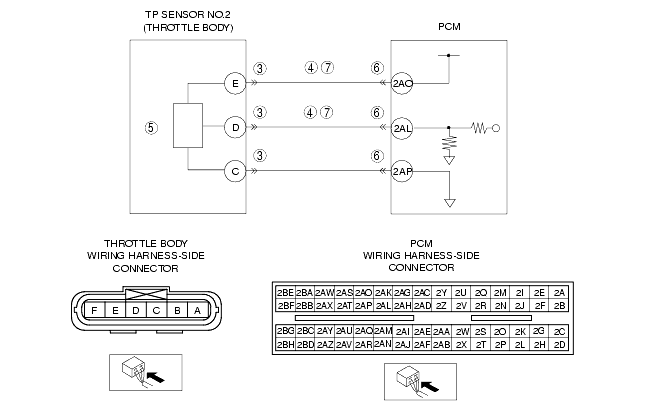 TP SENSOR NO.2
(THROTTLE BODY)
PCM
E 3 4 7 6 2AO
5 D 3 4 7 6 2AL
C 3 6 2AP
THROTTLE BODY
WIRING HARNESS-SIDE
CONNECTOR
F E D C B A
PCM
WIRING HARNESS-SIDE
CONNECTOR
2BE 2BA 2AW 2AS 2AO 2AK 2AG 2AC 2Y 2U 2Q 2M 2I 2E 2A
2BF 2BB 2AX 2AT 2AP 2AL 2AH 2AD 2Z 2V 2R 2N 2J 2F 2B
2BG 2BC 2AY 2AU 2AQ 2AM 2AI 2AE 2AA 2W 2S 2O 2K 2G 2C
2BH 2BD 2AZ 2AV 2AR 2AN 2AJ 2AF 2AB 2X 2T 2P 2L 2H 2D